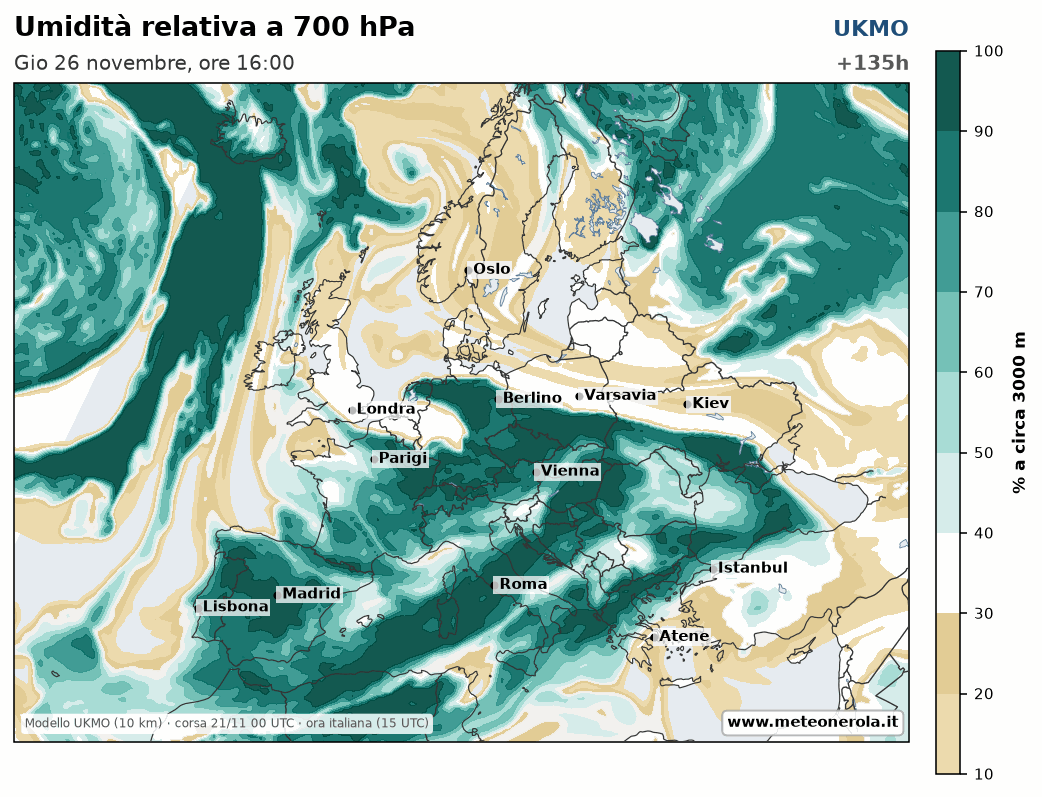 Umidità relativa a 700 hPa
UKMO
Gio 26 novembre, ore 16:00
+135h
100
90
80
70
60
50
40
30
20
10
% a circa 3000 m
Oslo
Berlino
Varsavia
Kiev
Londra
Parigi
Vienna
Istanbul
Roma
Madrid
Lisbona
Atene
Modello UKMO (10 km) · corsa 21/11 00 UTC · ora italiana (15 UTC)
www.meteonerola.it